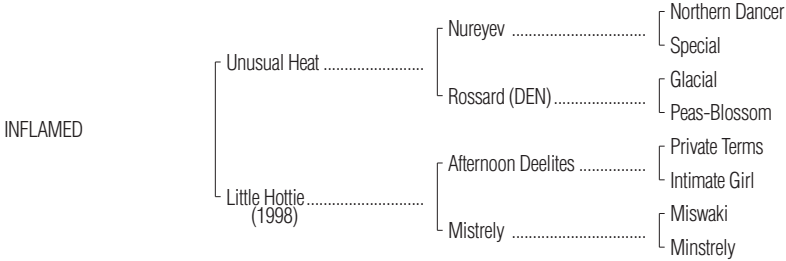 Northern Dancer
Nureyev ................................
Special
Unusual Heat ........................
Glacial
Rossard (DEN) ......................
Peas-Blossom
INFLAMED
Private Terms
Afternoon Deelites ................
Intimate Girl
Little Hottie ............................
(1998)
Miswaki
Mistrely ................................
Minstrely